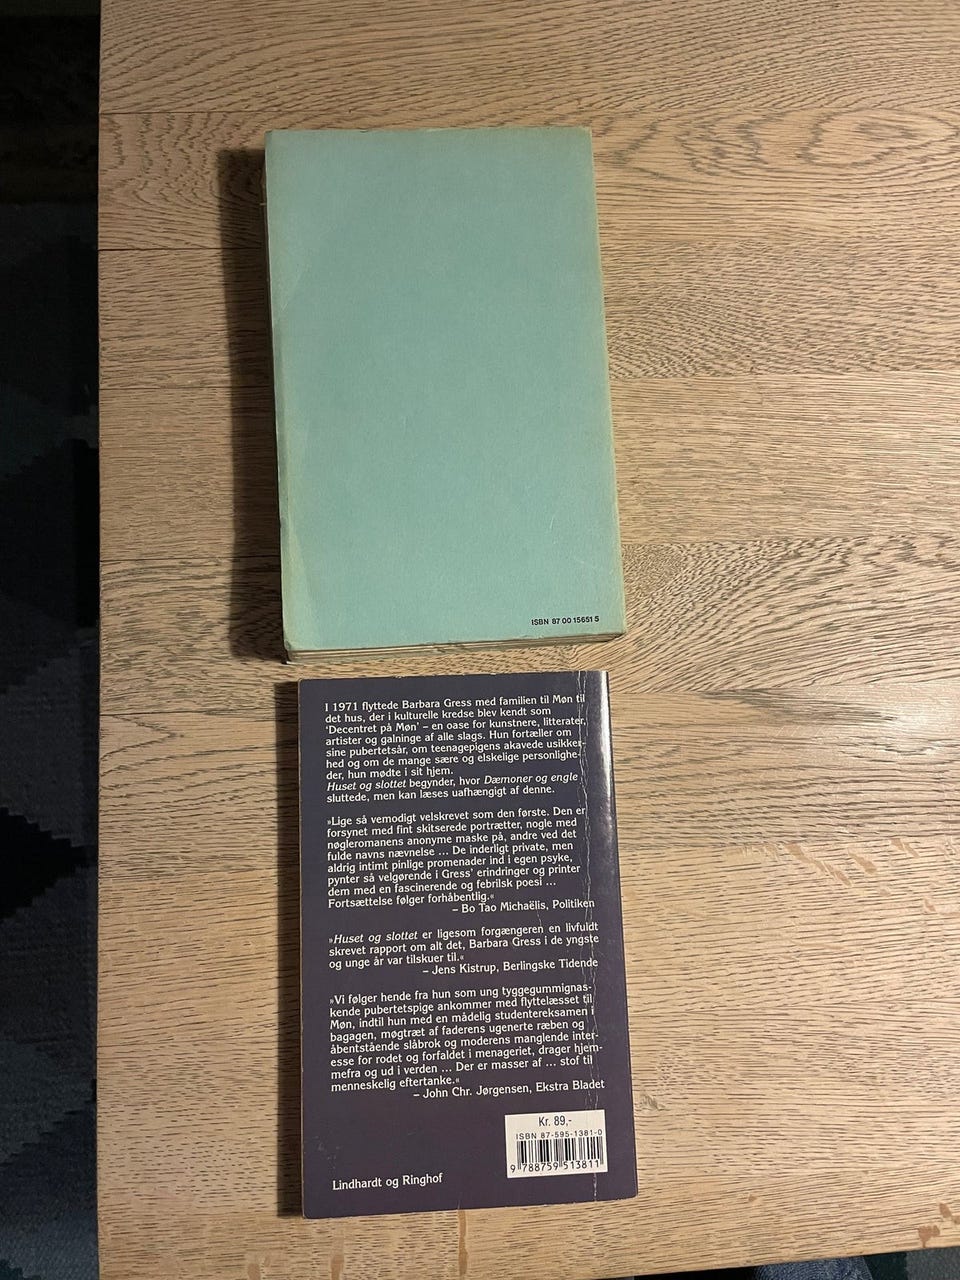 ISBN 87 00 15651 5
I 1971 flyttede Barbara Gress med familien til Møn til
det hus, der i kulturelle kredse blev kendt som
‘Decentret på Møn’ – en oase for kunstnere, litterater,
artister og galninge af alle slags. Hun fortæller om
sine pubertetsår, om teenagepigens akavede usikker-
hed og om de mange sære og elskelige personlighe-
der, hun mødte i sit hjem.
Huset og slottet begynder, hvor Dæmoner og engle
sluttede, men kan læses uafhængigt af denne.
»Lige så vemodigt velskrevet som den første. Den er
forsynet med fint skitserede portrætter, nogle med
nøgleromanens anonyme maske på, andre ved det
fulde navns nævnelse ... De inderligt private, men
aldrig intimt pinlige promenader ind i egen psyke,
pynter så velgørende i Gress’ erindringer og printer
dem med en fascinerende og febrilsk poesi ...
Fortsættelse følger forhåbentlig.«
– Bo Tao Michaëlis, Politiken
»Huset og slottet er ligesom forgængeren en livfuldt
skrevet rapport om alt det, Barbara Gress i de yngste
og unge år var tilskuer til.«
– Jens Kistrup, Berlingske Tidende
»Vi følger hende fra hun som ung tyggegummignas-
kende pubertetspige ankommer med flyttelæsset til
Møn, indtil hun med en mådelig studentereksamen i
bagagen, møgtræt af faderens ugenerte ræben og
åbentstående slåbrok og moderens manglende inter-
esse for rodet og forfaldet i menageriet, drager hjem-
mefra og ud i verden ... Der er masser af ... stof til
menneskelig eftertanke.«
– John Chr. Jørgensen, Ekstra Bladet
Kr. 89,-
ISBN 87-595-1381-0
9 788759 513811
Lindhardt og Ringhof